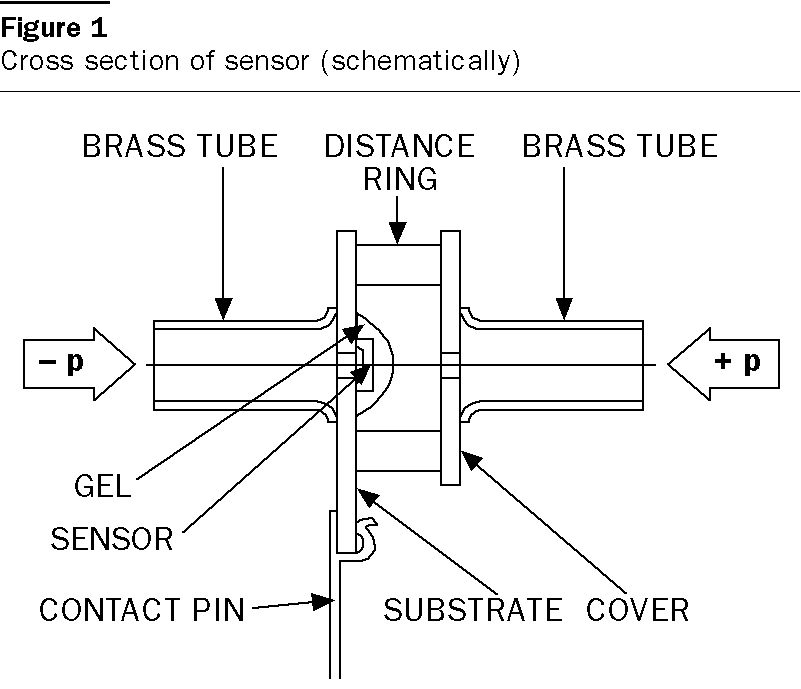 Figure 1
Cross section of sensor (schematically)
BRASS TUBE
DISTANCE
RING
BRASS TUBE
– p
+ p
GEL
SENSOR
CONTACT PIN
SUBSTRATE
COVER